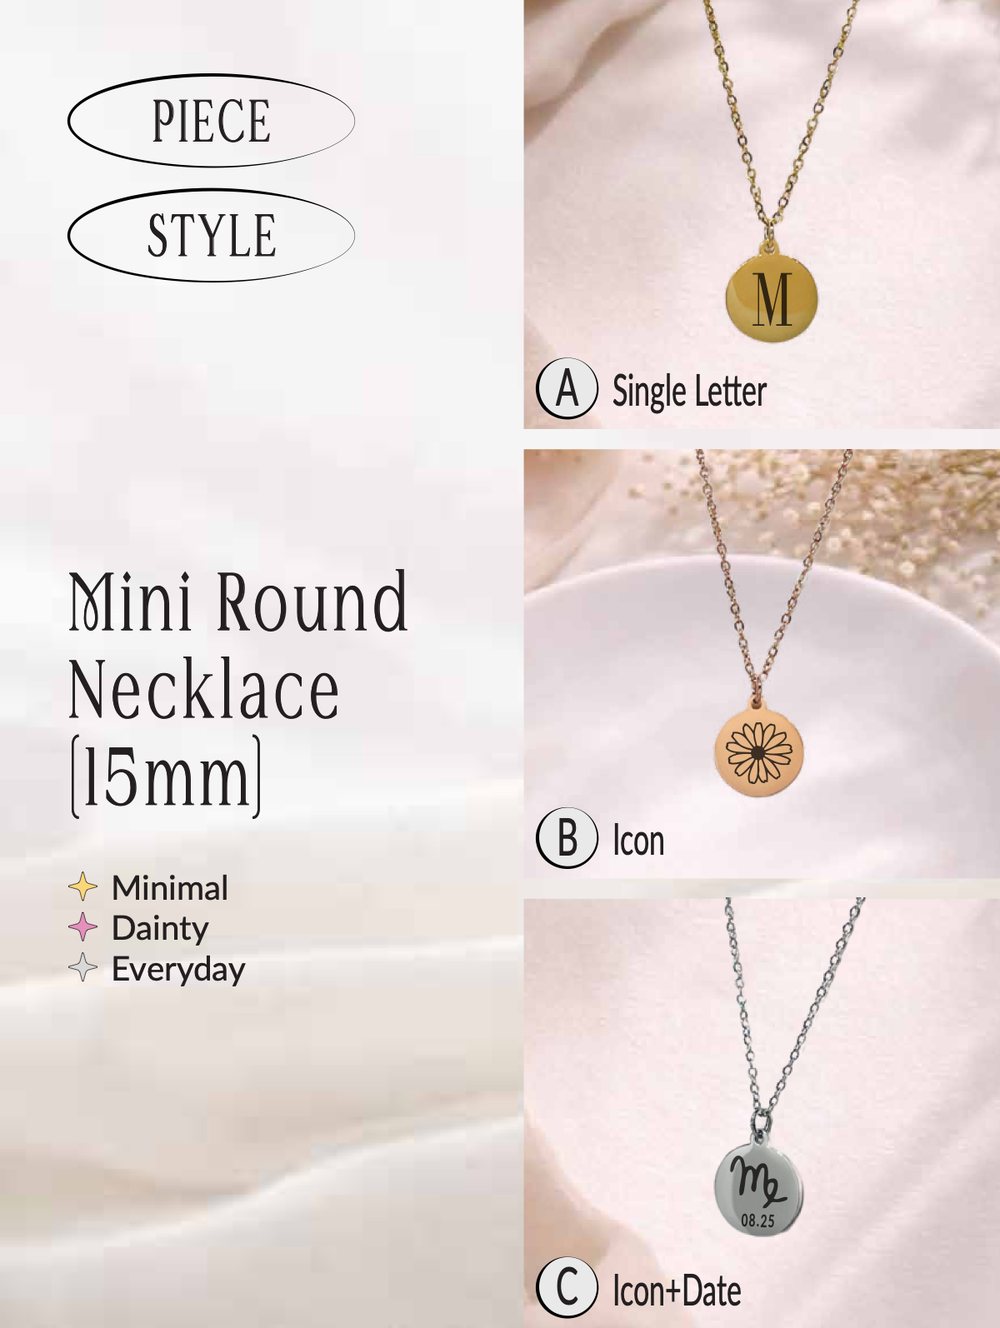 PIECE
STYLE
Mini Round
Necklace
(15mm)
Minimal
Dainty
Everyday
M
A Single Letter
B Icon
08.25
C Icon+Date